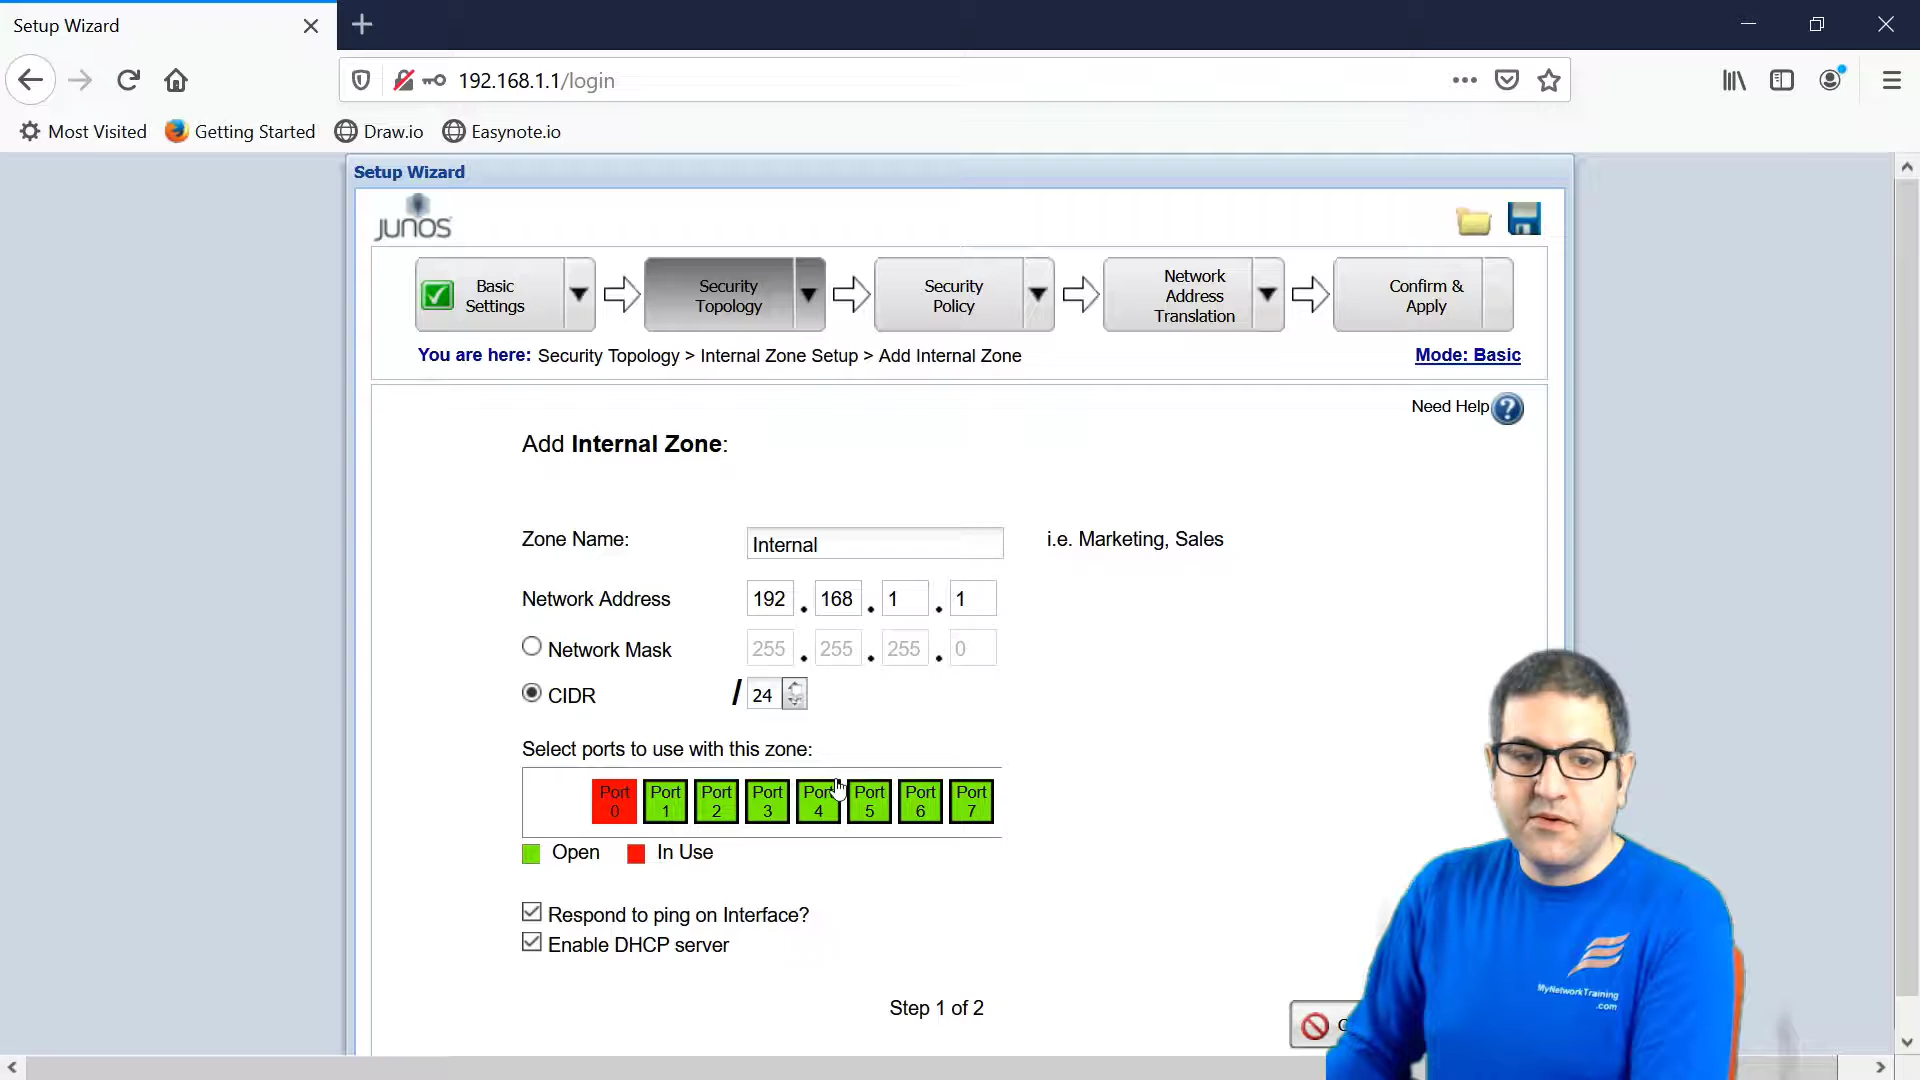 Setup Wizard
192.168.1.1/login
Most Visited
Getting Started
Draw.io
Easynote.io
Setup Wizard
JUNOS
Basic Settings
Security Topology
Security Policy
Network Address Translation
Confirm & Apply
You are here: Security Topology > Internal Zone Setup > Add Internal Zone
Mode: Basic
Need Help ?
Add Internal Zone:
Zone Name: Internal i.e. Marketing, Sales
Network Address 192 . 168 . 1 . 1
Network Mask 255 . 255 . 255 . 0
CIDR / 24
Select ports to use with this zone:
Port 0
Port 1
Port 2
Port 3
Port 4
Port 5
Port 6
Port 7
Open In Use
Respond to ping on Interface?
Enable DHCP server
Step 1 of 2
MyNetworkTraining
.com